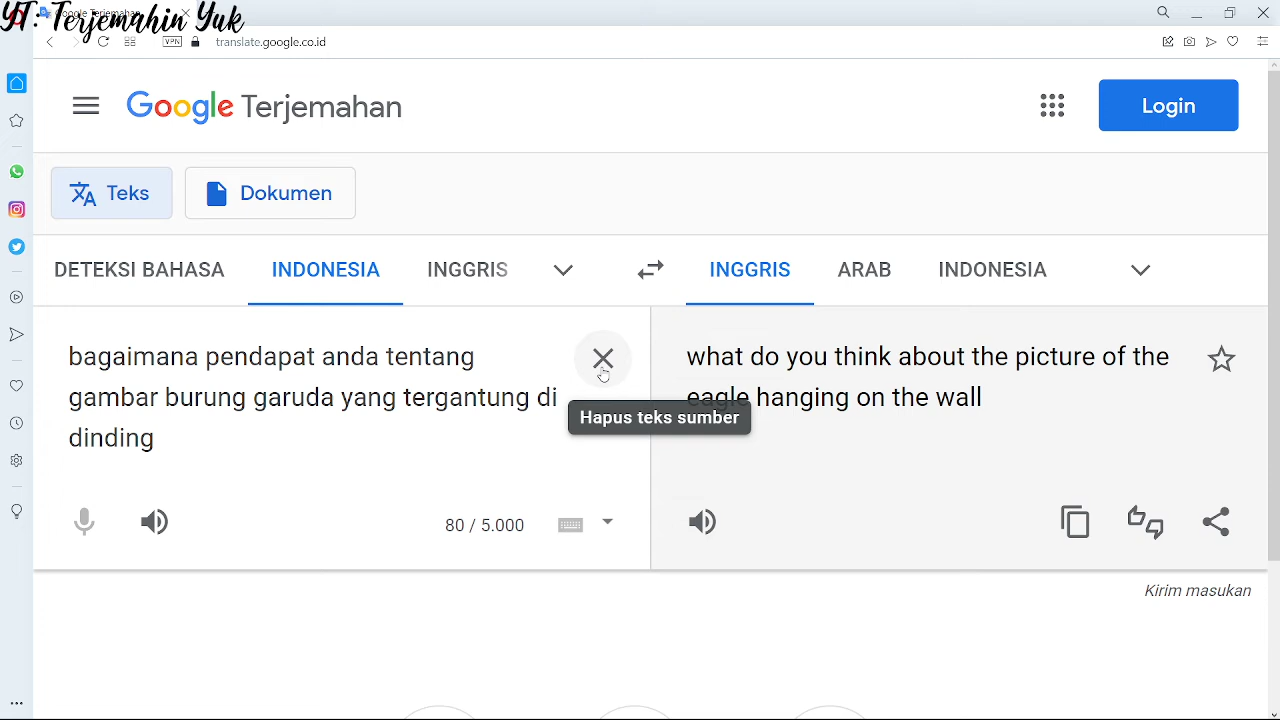 YT: Terjemahin Yuk
translate.google.co.id
VPN
Google Terjemahan
Login
Teks
Dokumen
DETEKSI BAHASA
INDONESIA
INGGRIS
INGGRIS
ARAB
INDONESIA
bagaimana pendapat anda tentang
gambar burung garuda yang tergantung di
dinding
what do you think about the picture of the
eagle hanging on the wall
Hapus teks sumber
80 / 5.000
Kirim masukan